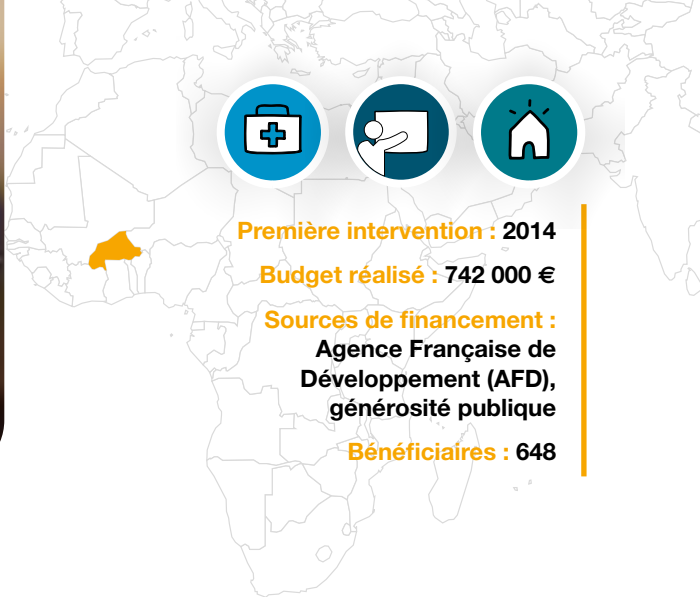 Première intervention : 2014
Budget réalisé : 742 000 €
Sources de financement :
Agence Française de
Développement (AFD),
générosité publique
Bénéficiaires : 648